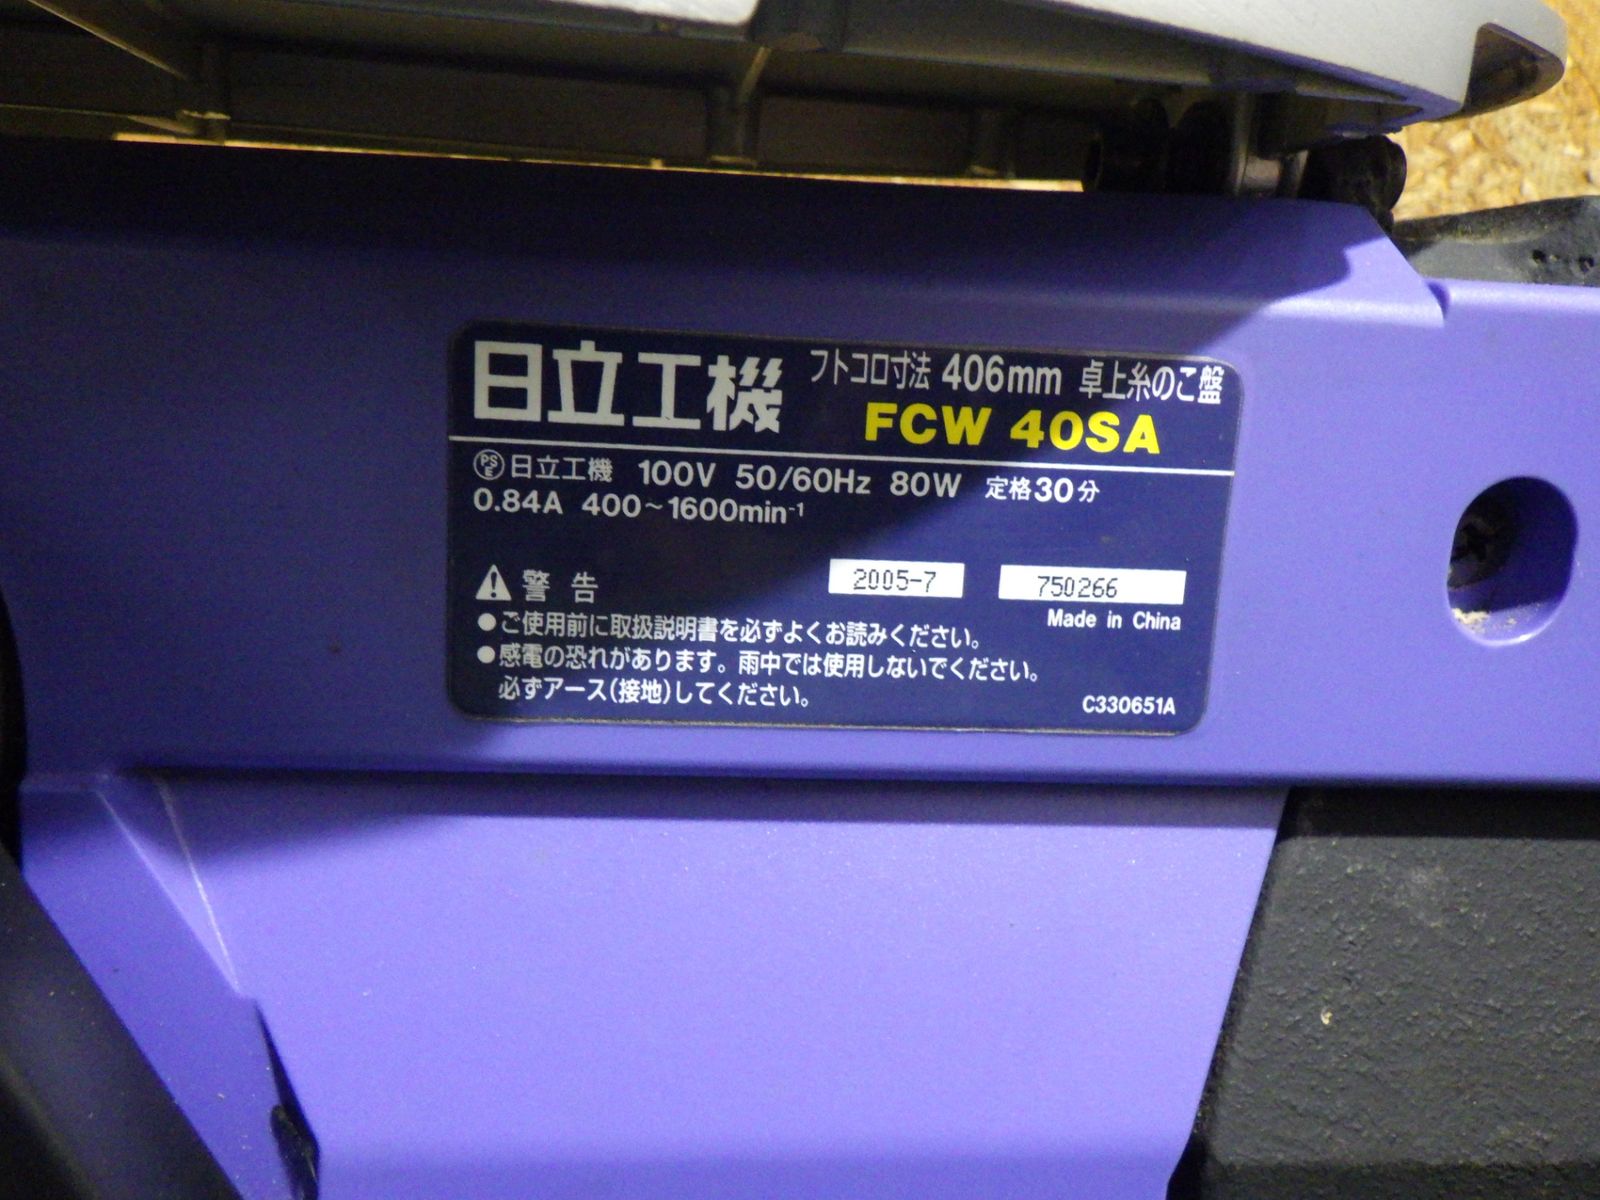 日立工機 フトコロ寸法 406mm 卓上糸のこ盤
FCW 40SA
PSE 日立工機 100V 50/60Hz 80W 定格30分
0.84A 400~1600min⁻¹
警告 2005-7 750266
Made in China
●ご使用前に取扱説明書を必ずよくお読みください。
●感電の恐れがあります。雨中では使用しないでください。
必ずアース(接地)してください。
C330651A